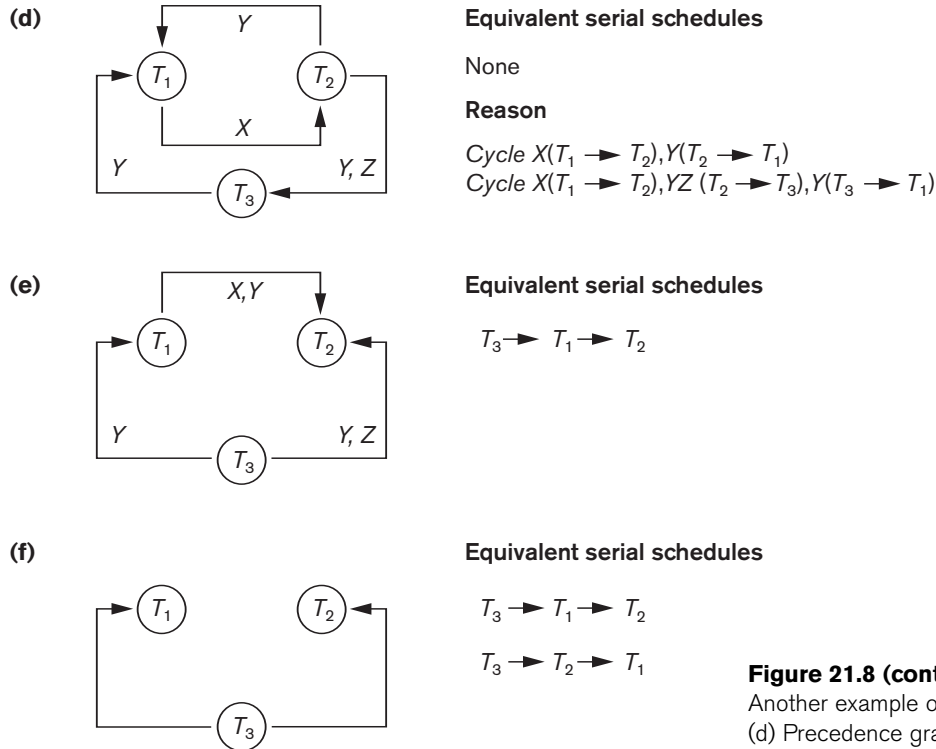 (d)
Y
T1
T2
X
Y
Y, Z
T3
Equivalent serial schedules
None
Reason
Cycle X(T1 → T2),Y(T2 → T1)
Cycle X(T1 → T2),YZ (T2 → T3),Y(T3 → T1)
(e)
X,Y
T1
T2
Y
Y, Z
T3
Equivalent serial schedules
T3 → T1 → T2
(f)
T1
T2
T3
Equivalent serial schedules
T3 → T1 → T2
T3 → T2 → T1
Figure 21.8 (cont
Another example o
(d) Precedence gra